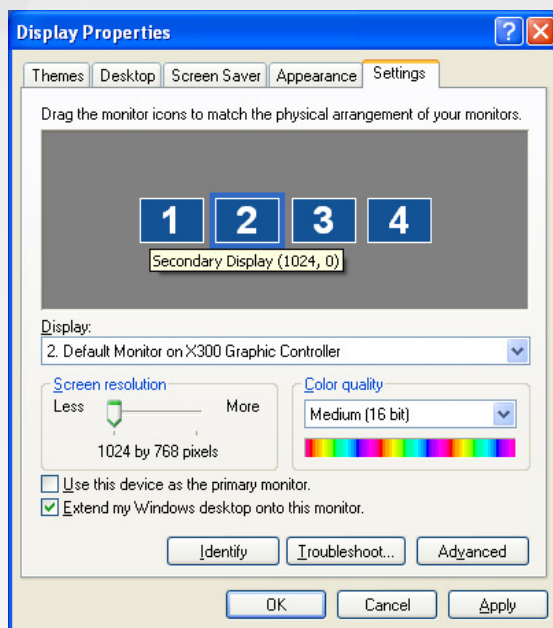 Display Properties
Themes Desktop Screen Saver Appearance Settings
Drag the monitor icons to match the physical arrangement of your monitors.
1 2 3 4
Secondary Display (1024, 0)
Display:
2. Default Monitor on X300 Graphic Controller
Screen resolution
Less More
1024 by 768 pixels
Color quality
Medium (16 bit)
Use this device as the primary monitor.
Extend my Windows desktop onto this monitor.
Identify Troubleshoot... Advanced
OK Cancel Apply